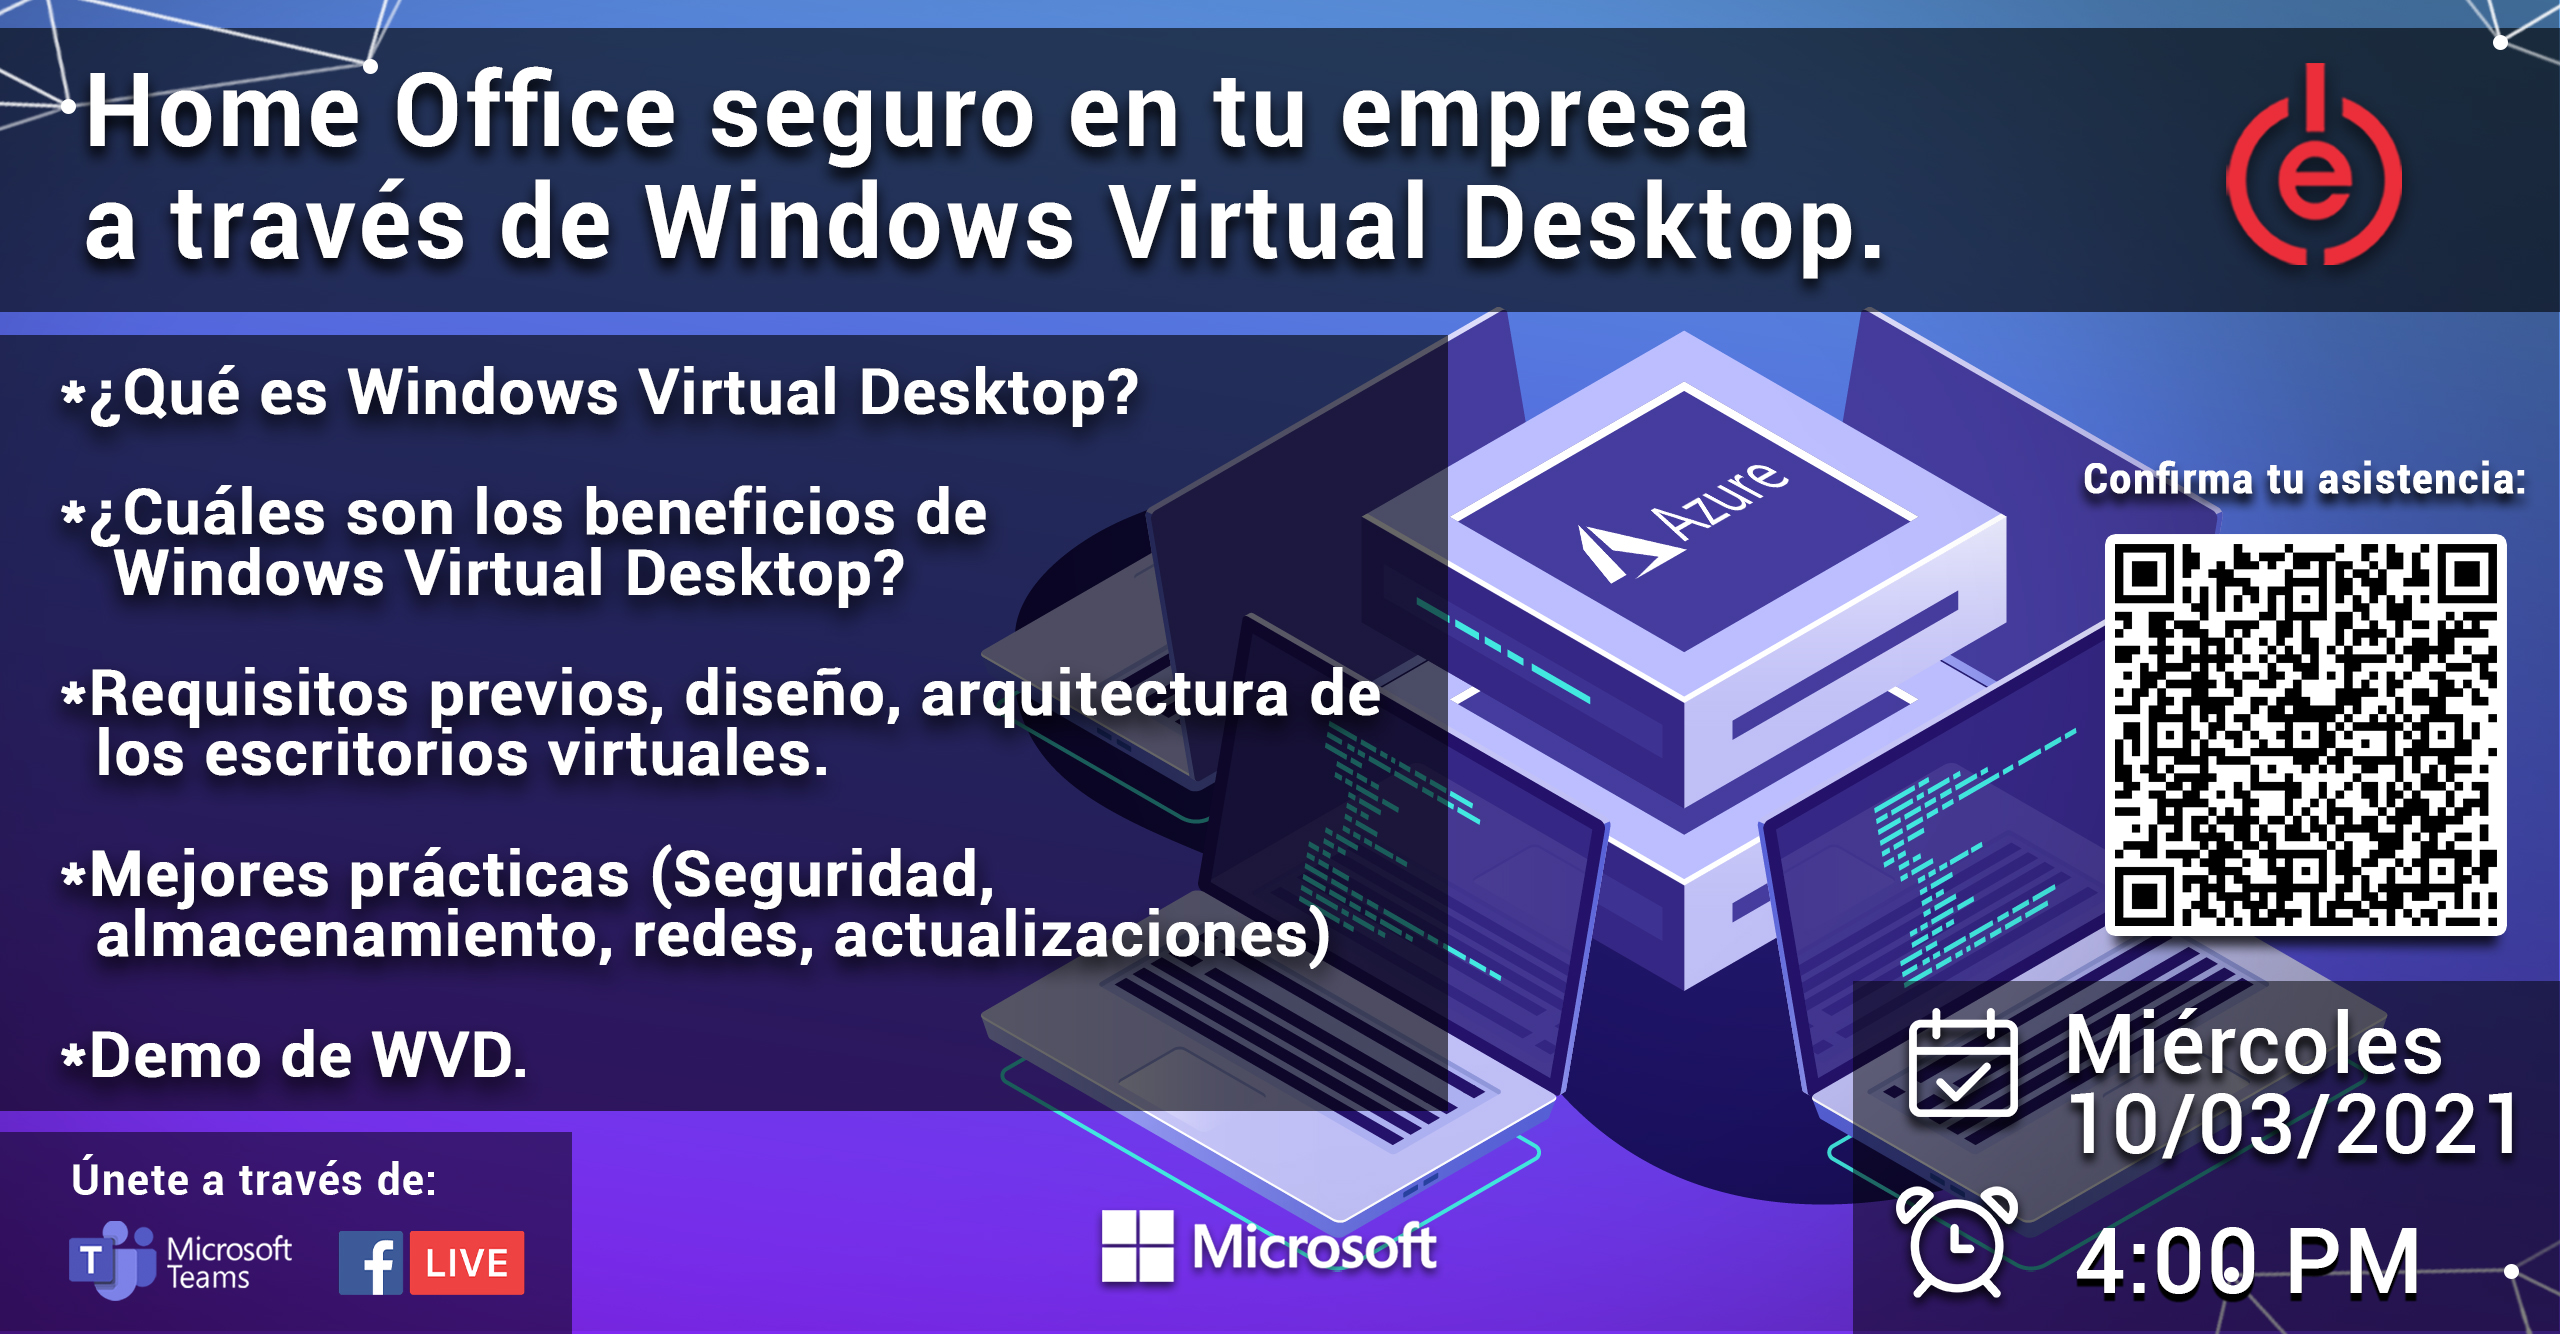 Home Office seguro en tu empresa
a través de Windows Virtual Desktop.
e
*¿Qué es Windows Virtual Desktop?
*¿Cuáles son los beneficios de
Windows Virtual Desktop?
*Requisitos previos, diseño, arquitectura de
los escritorios virtuales.
*Mejores prácticas (Seguridad,
almacenamiento, redes, actualizaciones)
*Demo de WVD.
Azure
Confirma tu asistencia:
Miércoles
10/03/2021
4:00 PM
Únete a través de:
T Microsoft
Teams
f LIVE
Microsoft